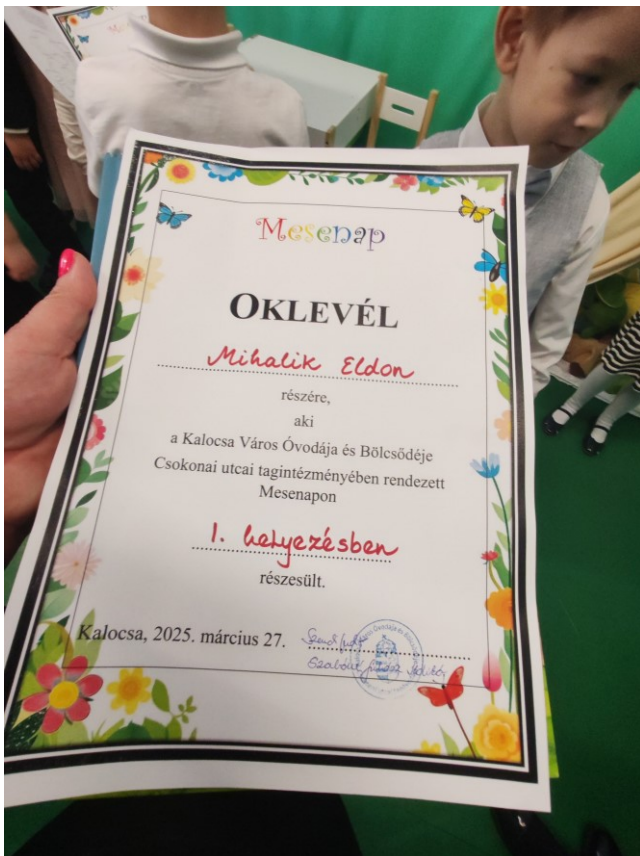 Mesenap
OKLEVÉL
Mihalik Eldon
részére,
aki
a Kalocsa Város Óvodája és Bölcsődéje
Csokonai utcai tagintézményében rendezett
Mesenapon
I. helyezésben
részesült.
Kalocsa, 2025. március 27.